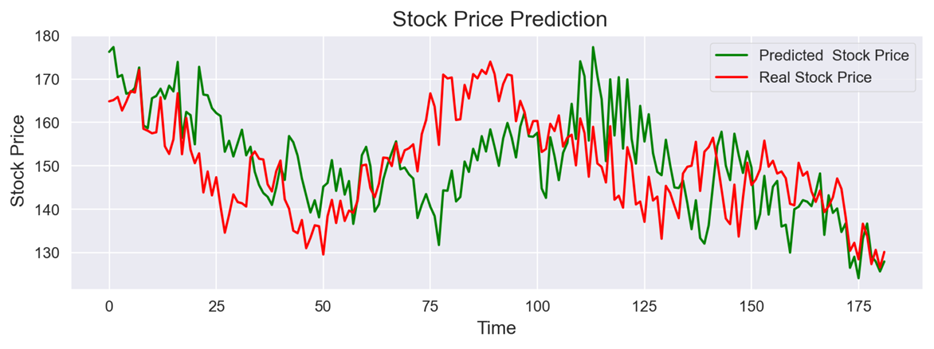 Stock Price Prediction
Predicted  Stock Price
Real Stock Price
Stock Price
180
170
160
150
140
130
0 25 50 75 100 125 150 175
Time